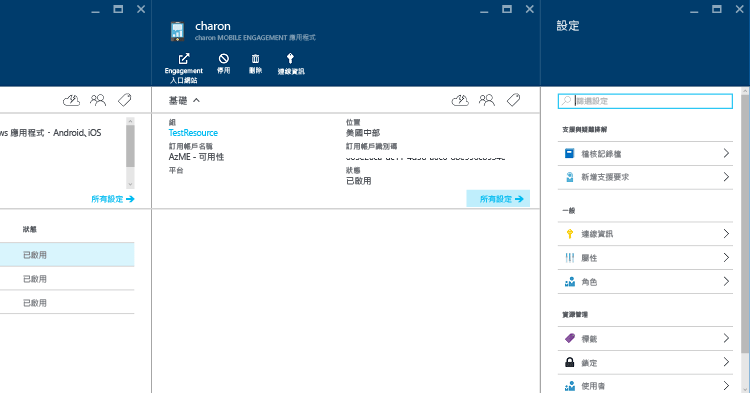 ws 應用程式、Android、iOS
所有設定
狀態
已啟用
已啟用
已啟用
charon
charon MOBILE ENGAGEMENT 應用程式
Engagement
入口網站
停用
刪除
連線資訊
基礎
組
TestResource
訂用帳戶名稱
AzME - 可用性
平台
位置
美國中部
訂用帳戶識別碼
狀態
已啟用
所有設定
設定
篩選設定
支援與疑難排解
稽核記錄檔
新增支援要求
一般
連線資訊
屬性
角色
資源管理
標籤
鎖定
使用者